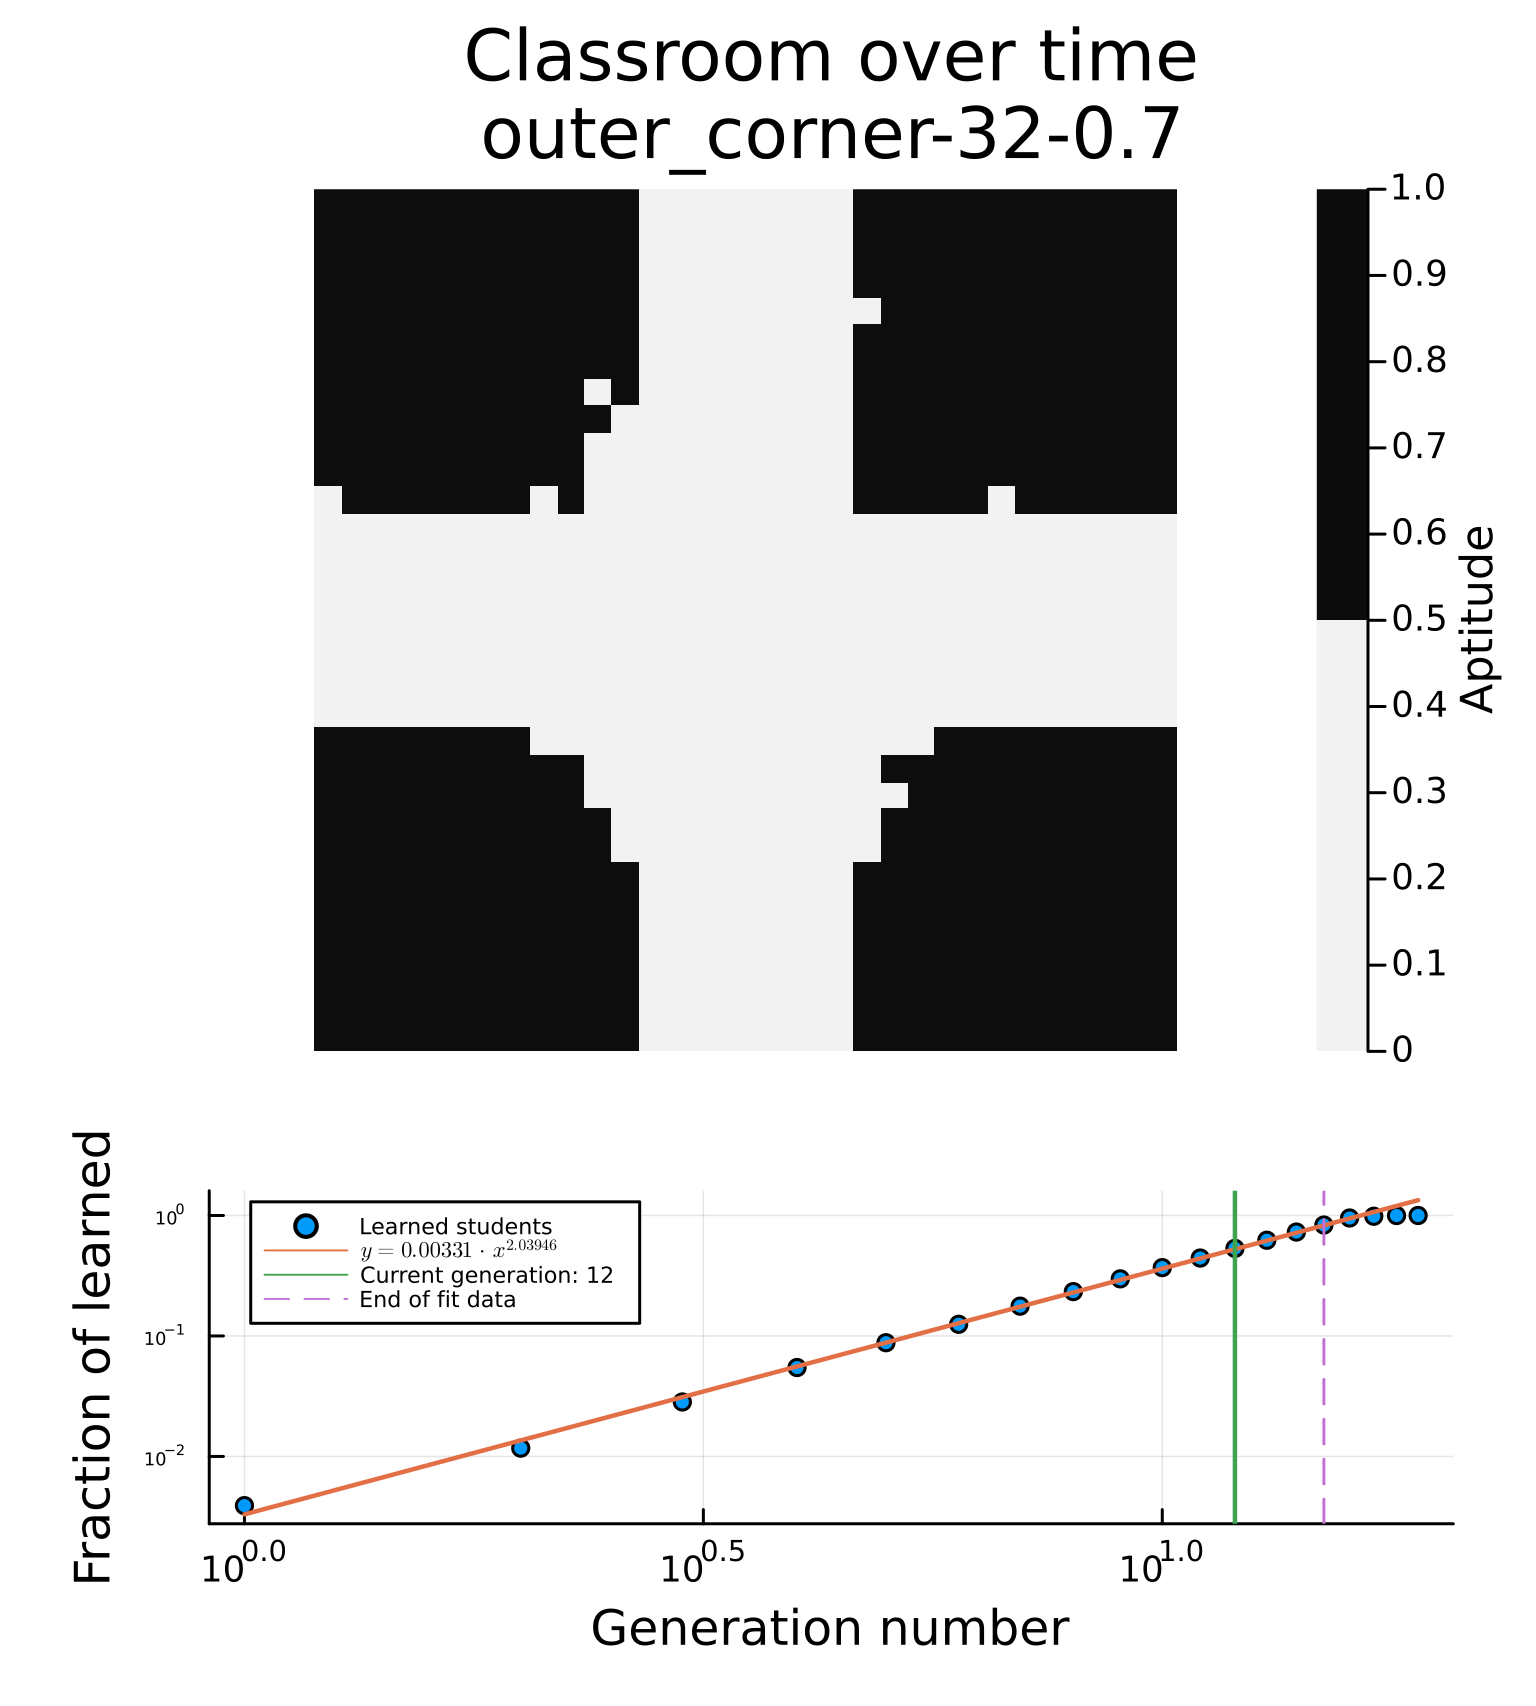 Classroom over time
outer_corner-32-0.7
1.0
0.9
0.8
0.7
0.6
0.5
0.4
0.3
0.2
0.1
0
Aptitude
Fraction of learned
10⁰
10⁻¹
10⁻²
Learned students
y = 0.00331 · x^2.03946
Current generation: 12
End of fit data
10^0.0
10^0.5
10^1.0
Generation number